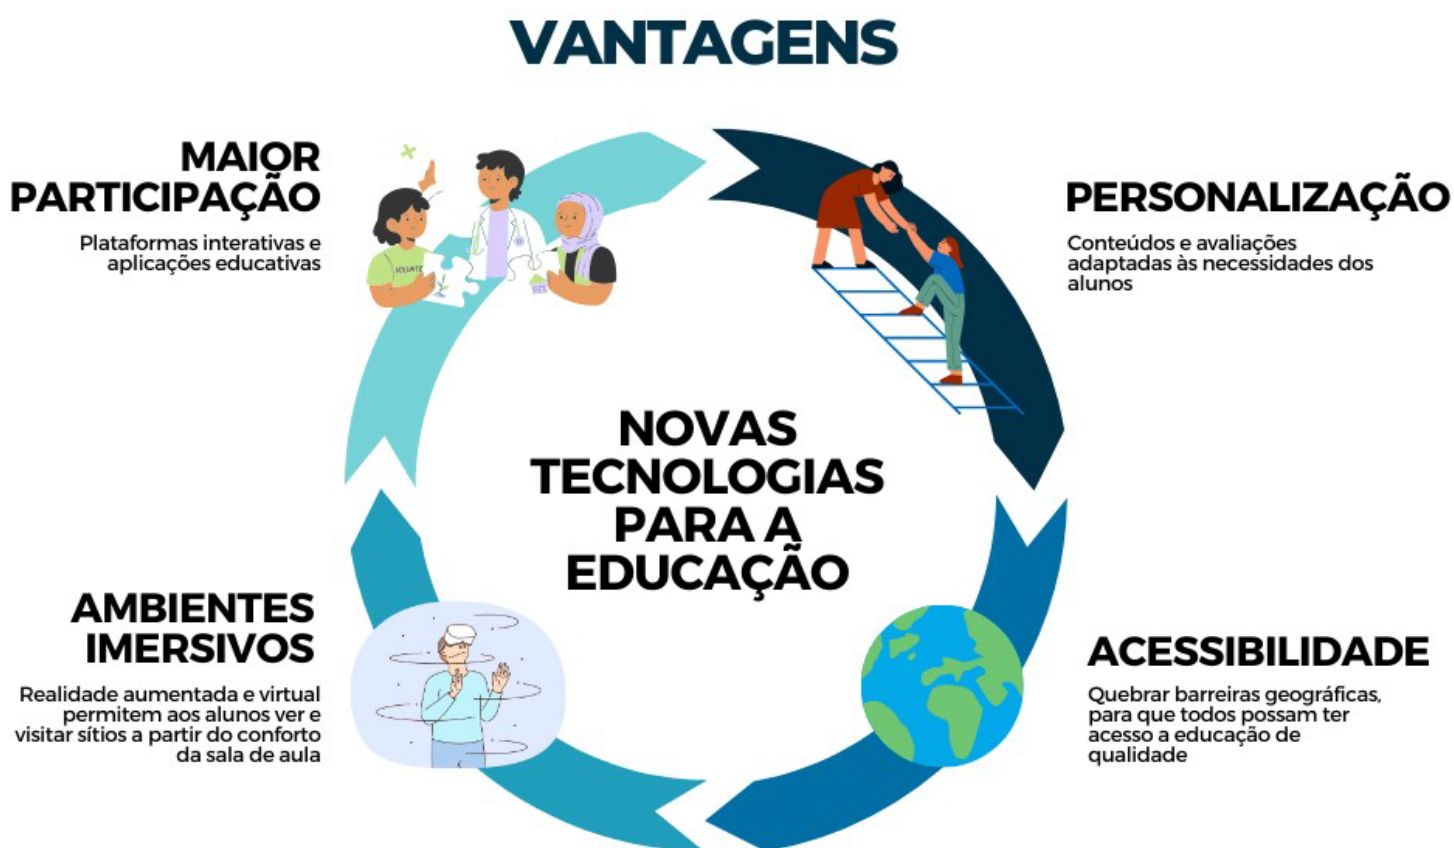 VANTAGENS
MAIOR
PARTICIPAÇÃO
Plataformas interativas e
aplicações educativas
PERSONALIZAÇÃO
Conteúdos e avaliações
adaptadas às necessidades dos
alunos
NOVAS
TECNOLOGIAS
PARA A
EDUCAÇÃO
AMBIENTES
IMERSIVOS
Realidade aumentada e virtual
permitem aos alunos ver e
visitar sítios a partir do conforto
da sala de aula
ACESSIBILIDADE
Quebrar barreiras geográficas,
para que todos possam ter
acesso a educação de
qualidade